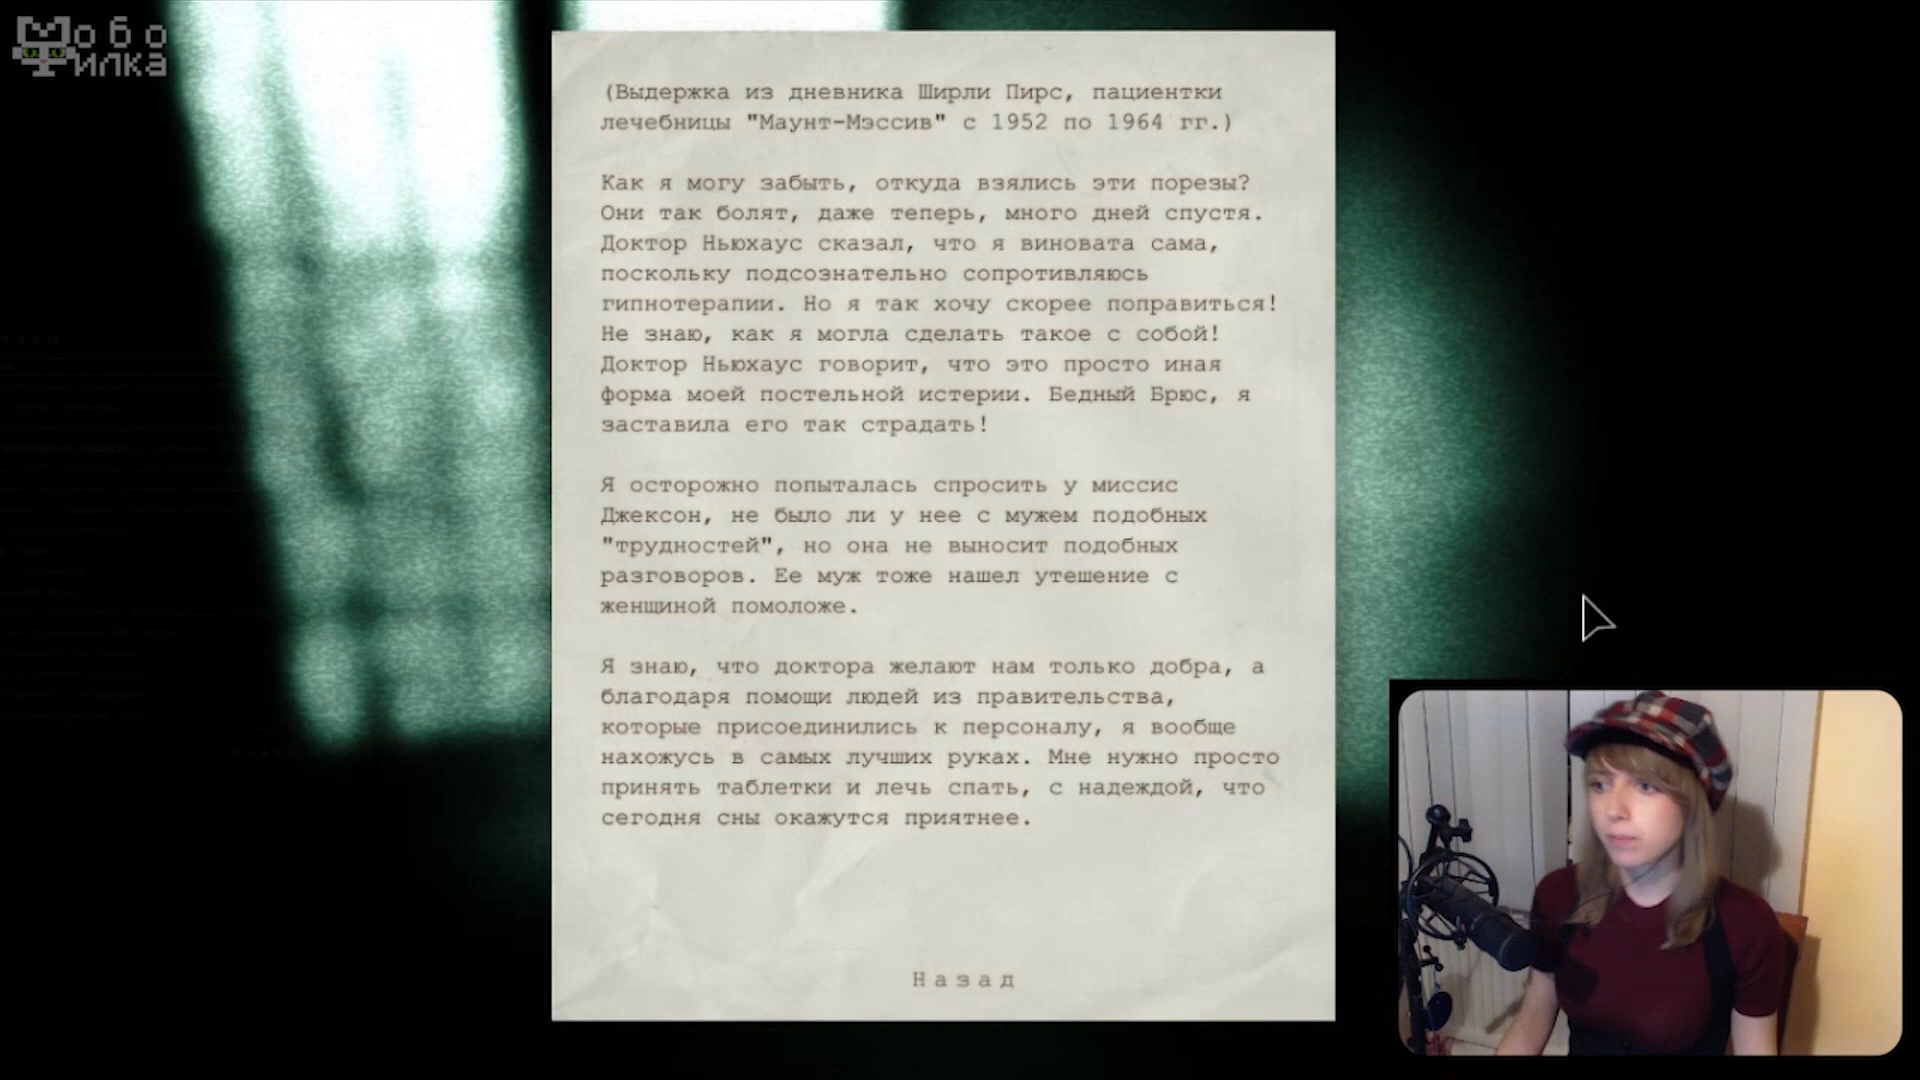 Мобо
Филка
(Выдержка из дневника Ширли Пирс, пациентки
лечебницы "Маунт-Мэссив" с 1952 по 1964 гг.)
Как я могу забыть, откуда взялись эти порезы?
Они так болят, даже теперь, много дней спустя.
Доктор Ньюхаус сказал, что я виновата сама,
поскольку подсознательно сопротивляюсь
гипнотерапии. Но я так хочу скорее поправиться!
Не знаю, как я могла сделать такое с собой!
Доктор Ньюхаус говорит, что это просто иная
форма моей постельной истерии. Бедный Брюс, я
заставила его так страдать!
Я осторожно попыталась спросить у миссис
Джексон, не было ли у нее с мужем подобных
"трудностей", но она не выносит подобных
разговоров. Ее муж тоже нашел утешение с
женщиной помоложе.
Я знаю, что доктора желают нам только добра, а
благодаря помощи людей из правительства,
которые присоединились к персоналу, я вообще
нахожусь в самых лучших руках. Мне нужно просто
принять таблетки и лечь спать, с надеждой, что
сегодня сны окажутся приятнее.
Назад